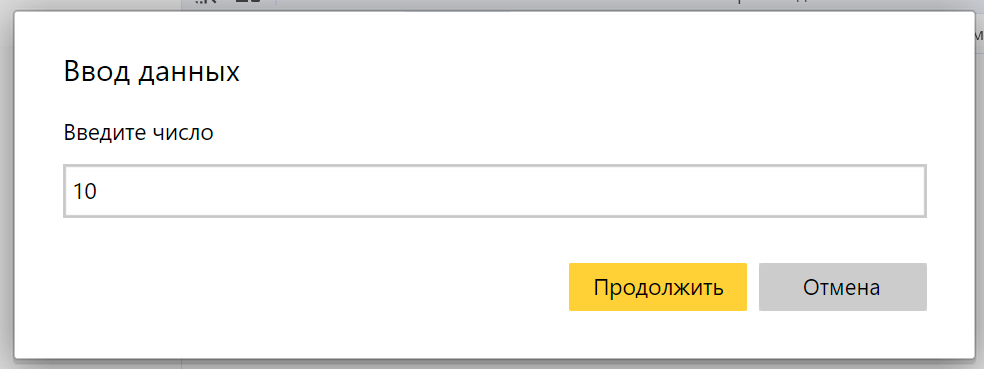 Ввод данных
Введите число
10
Продолжить
Отмена